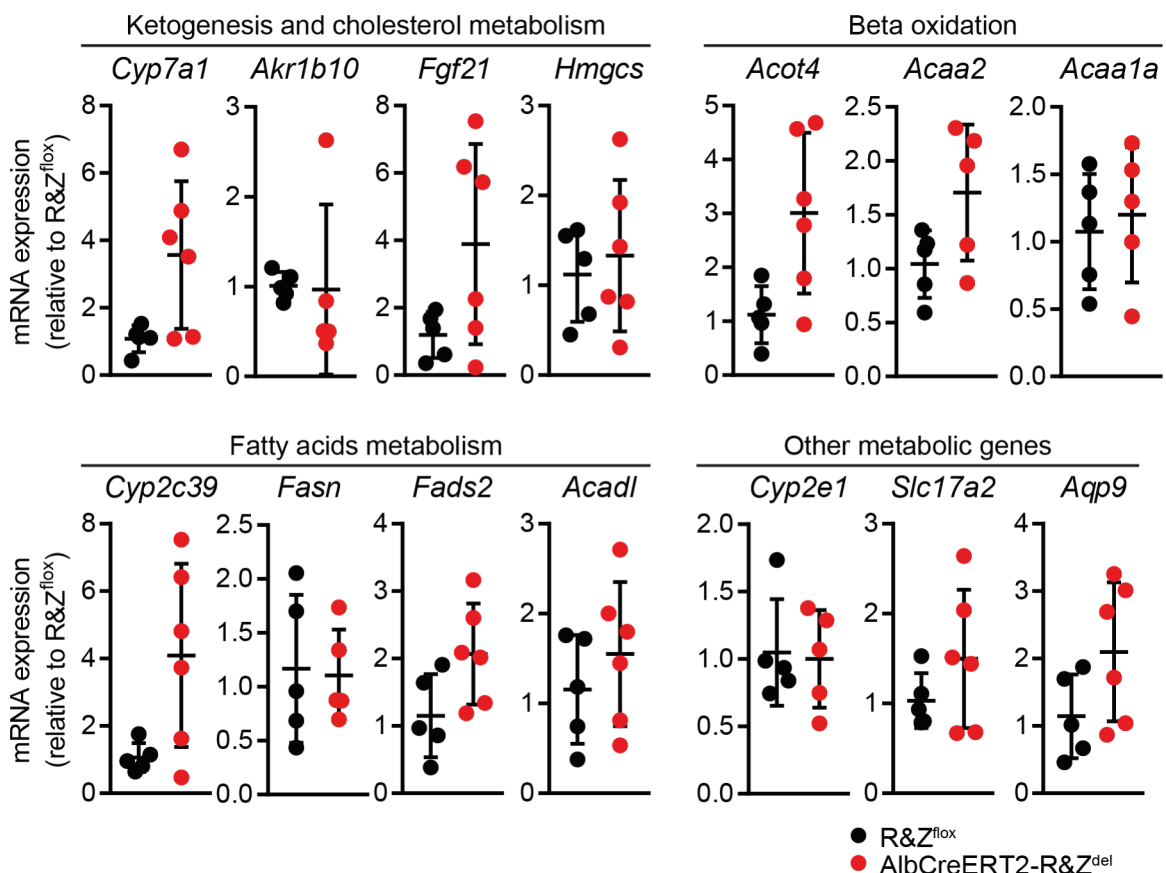 Ketogenesis and cholesterol metabolism
Beta oxidation
Cyp7a1 Akr1b10 Fgf21 Hmgcs Acot4 Acaa2 Acaa1a
mRNA expression
(relative to R&Z^flox)
8 6 4 2 0
3 2 1 0
8 6 4 2 0
3 2 1 0
5 4 3 2 1 0
2.5 2.0 1.5 1.0 0.5 0.0
2.0 1.5 1.0 0.5 0.0
Fatty acids metabolism
Other metabolic genes
Cyp2c39 Fasn Fads2 Acadl Cyp2e1 Slc17a2 Aqp9
mRNA expression
(relative to R&Z^flox)
8 6 4 2 0
2.5 2.0 1.5 1.0 0.5 0.0
4 3 2 1 0
3 2 1 0
2.0 1.5 1.0 0.5 0.0
3 2 1 0
4 3 2 1 0
R&Z^flox
AlbCreERT2-R&Z^del